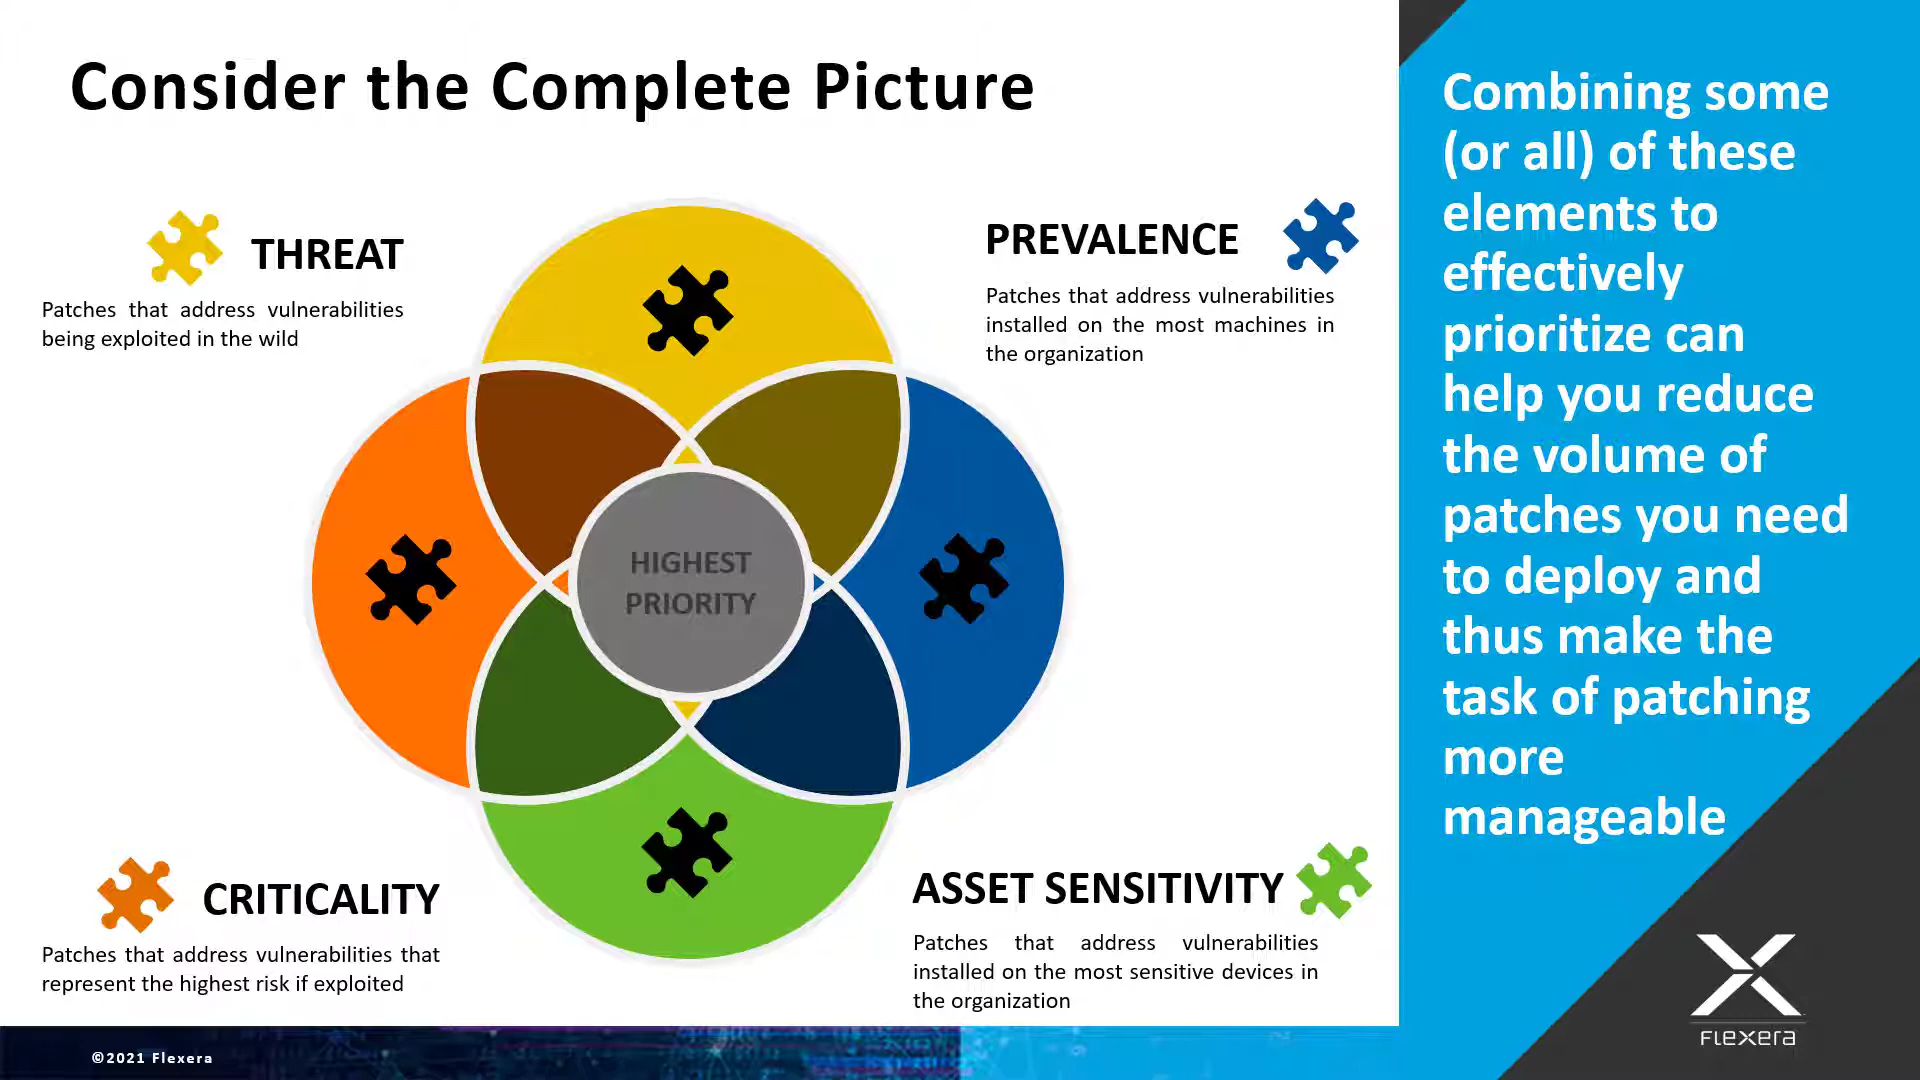 Consider the Complete Picture
THREAT
Patches that address vulnerabilities
being exploited in the wild
PREVALENCE
Patches that address vulnerabilities
installed on the most machines in
the organization
HIGHEST
PRIORITY
CRITICALITY
Patches that address vulnerabilities that
represent the highest risk if exploited
ASSET SENSITIVITY
Patches that address vulnerabilities
installed on the most sensitive devices in
the organization
Combining some
(or all) of these
elements to
effectively
prioritize can
help you reduce
the volume of
patches you need
to deploy and
thus make the
task of patching
more
manageable
FLEXERA
©2021 Flexera